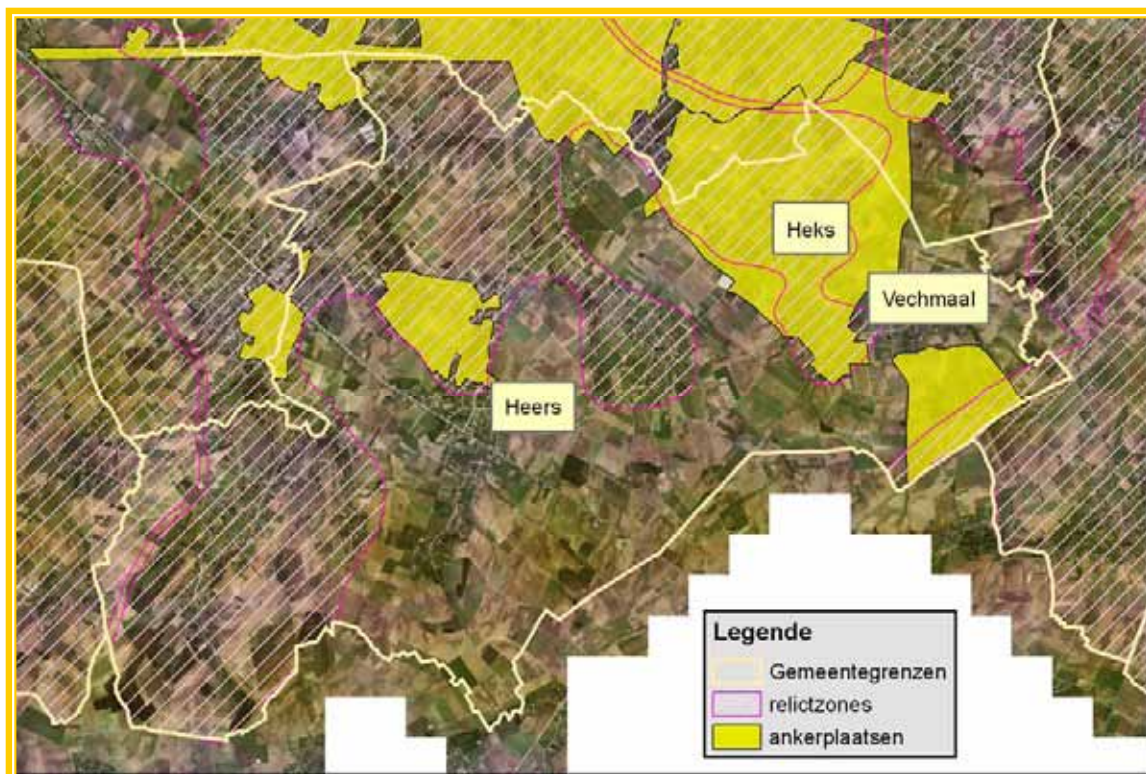 Heks
Vechmaal
Heers
Legende
Gemeentegrenzen
relictzones
ankerplaatsen